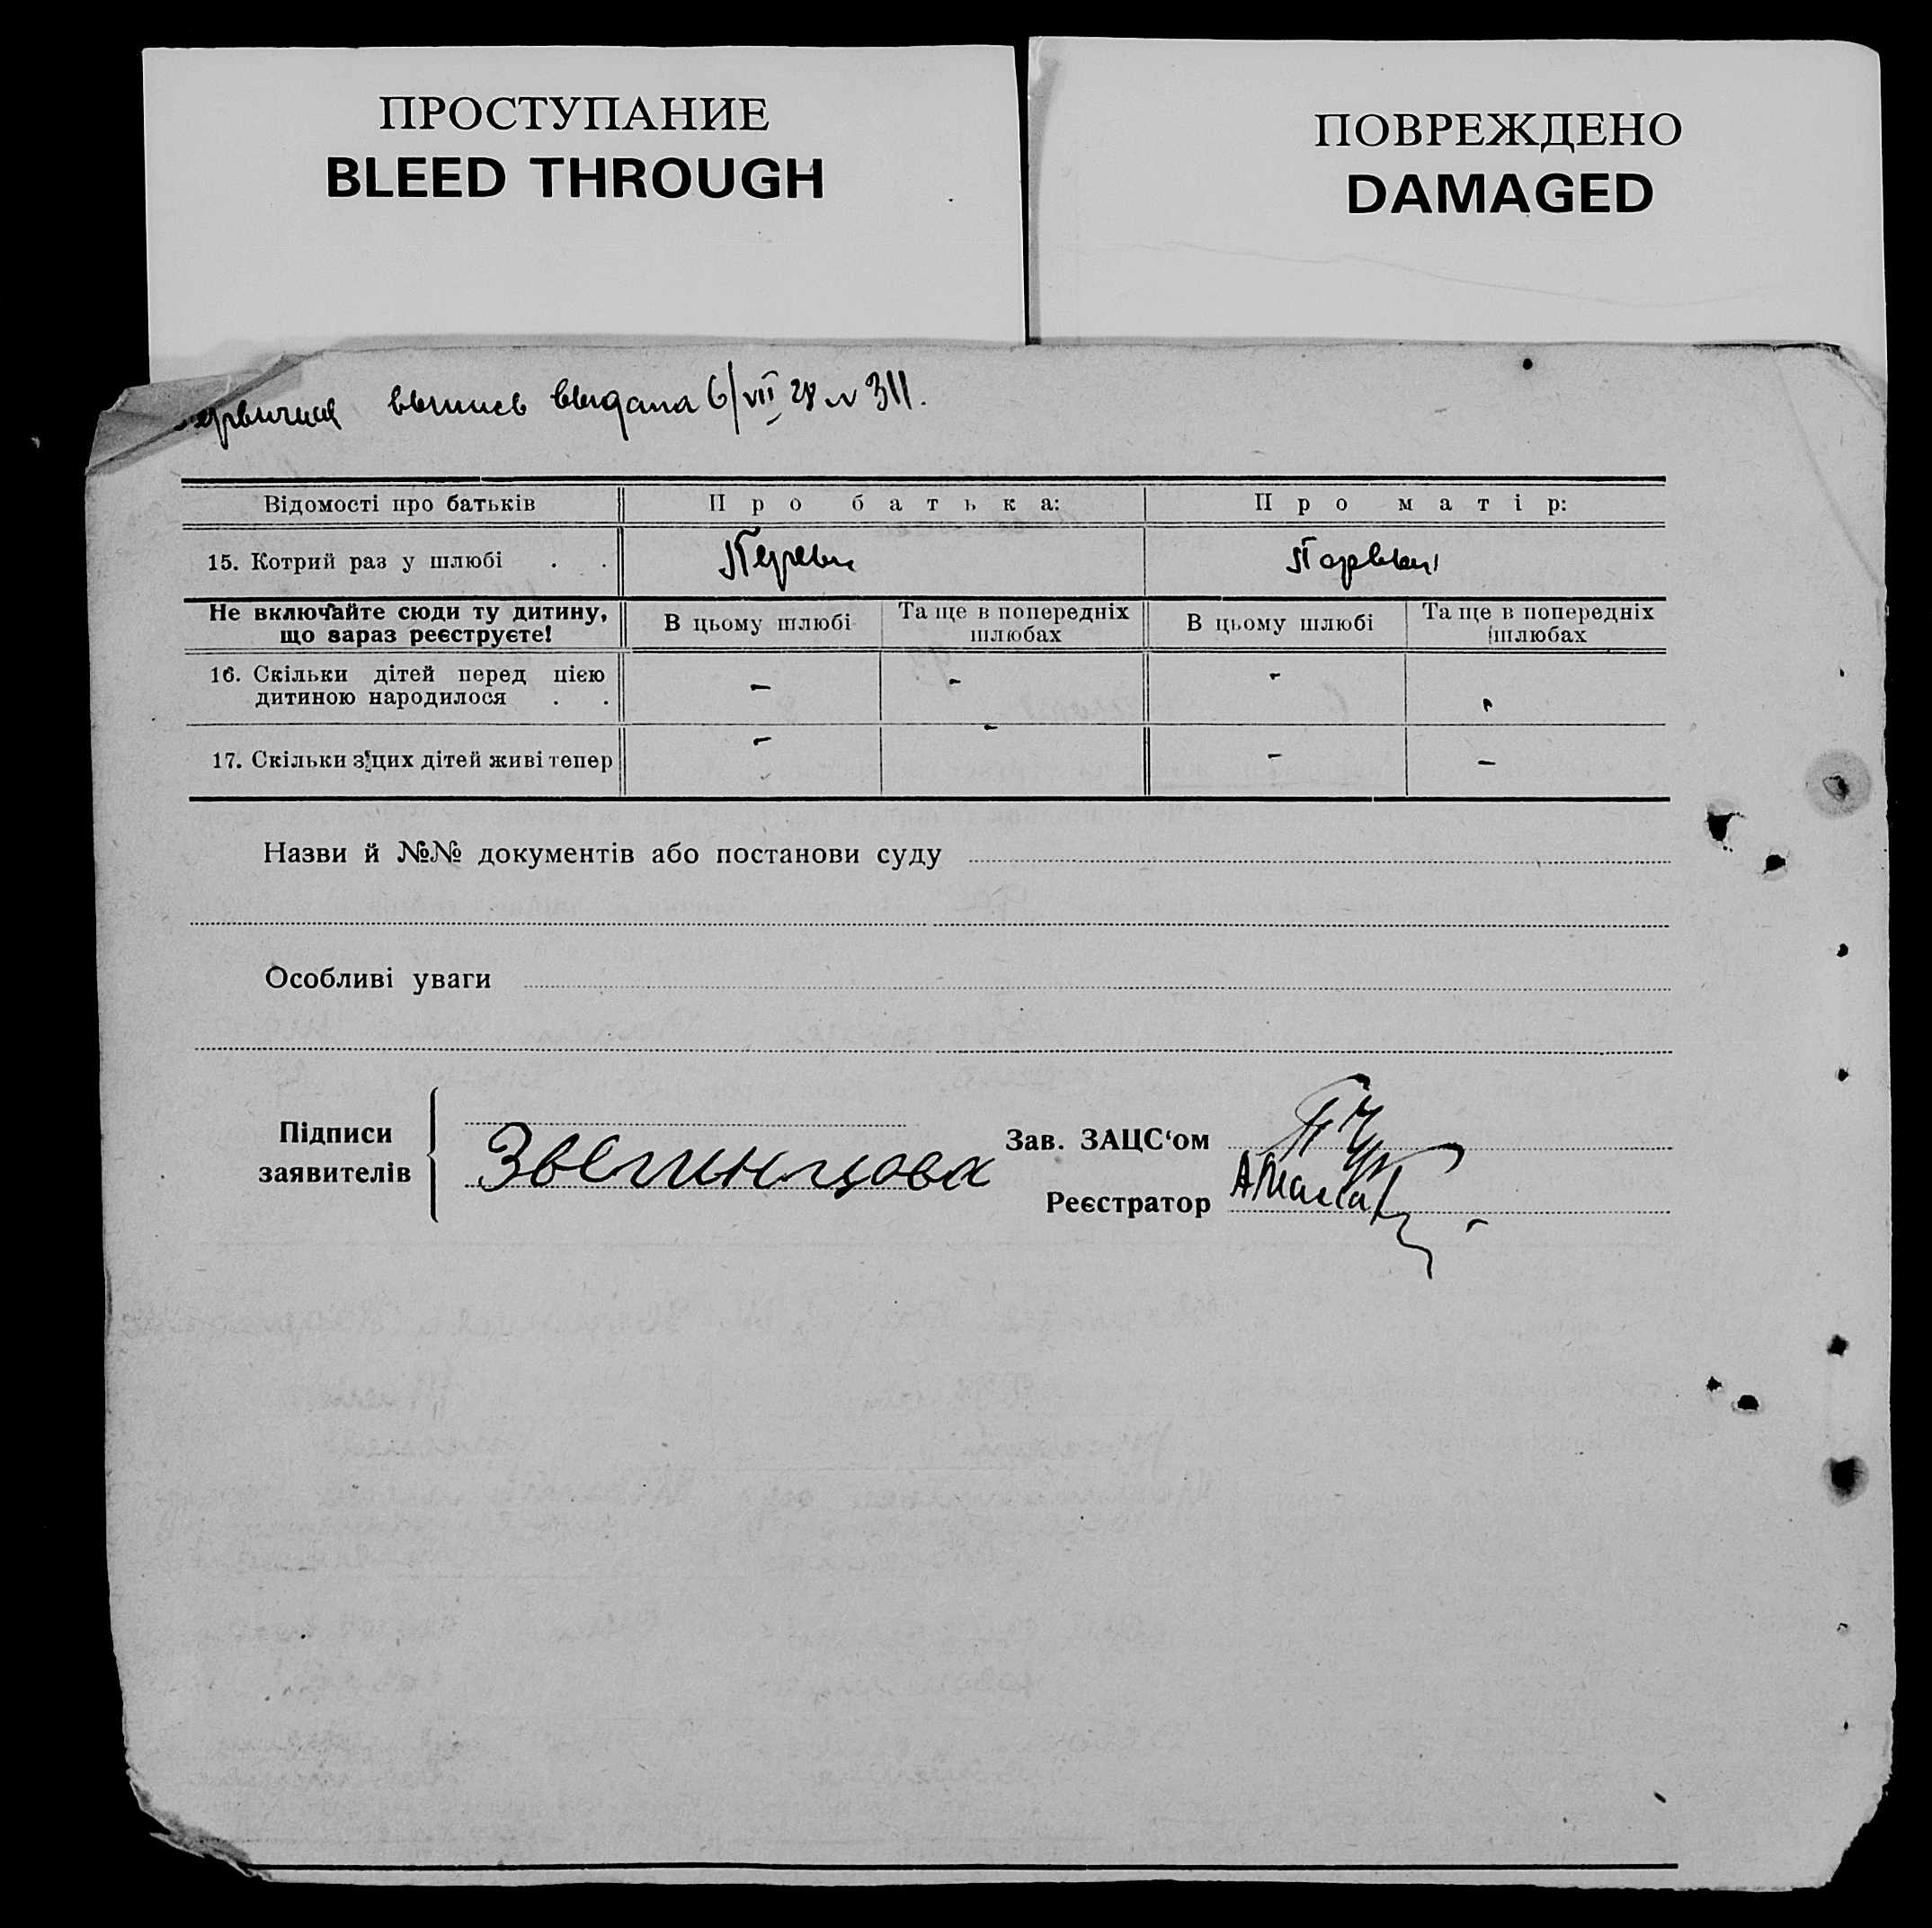 ПРОСТУПАНИЕ
BLEED THROUGH
ПОВРЕЖДЕНО
DAMAGED
выпись выдана 6/VII 28 № 311.
Відомості про батьків Про батька: Про матір:
15. Котрий раз у шлюбі . . Первы Первый
Не включайте сюди ту дитину, що зараз реєструєте! В цьому шлюбі Та ще в попередніх шлюбах В цьому шлюбі Та ще в попередніх шлюбах
16. Скільки дітей перед цією дитиною народилося . . – – – –
17. Скільки з цих дітей живі тепер – – – –
Назви й №№ документів або постанови суду
Особливі уваги
Підписи заявителів
Звегинцова
Зав. ЗАЦС'ом
Реєстратор